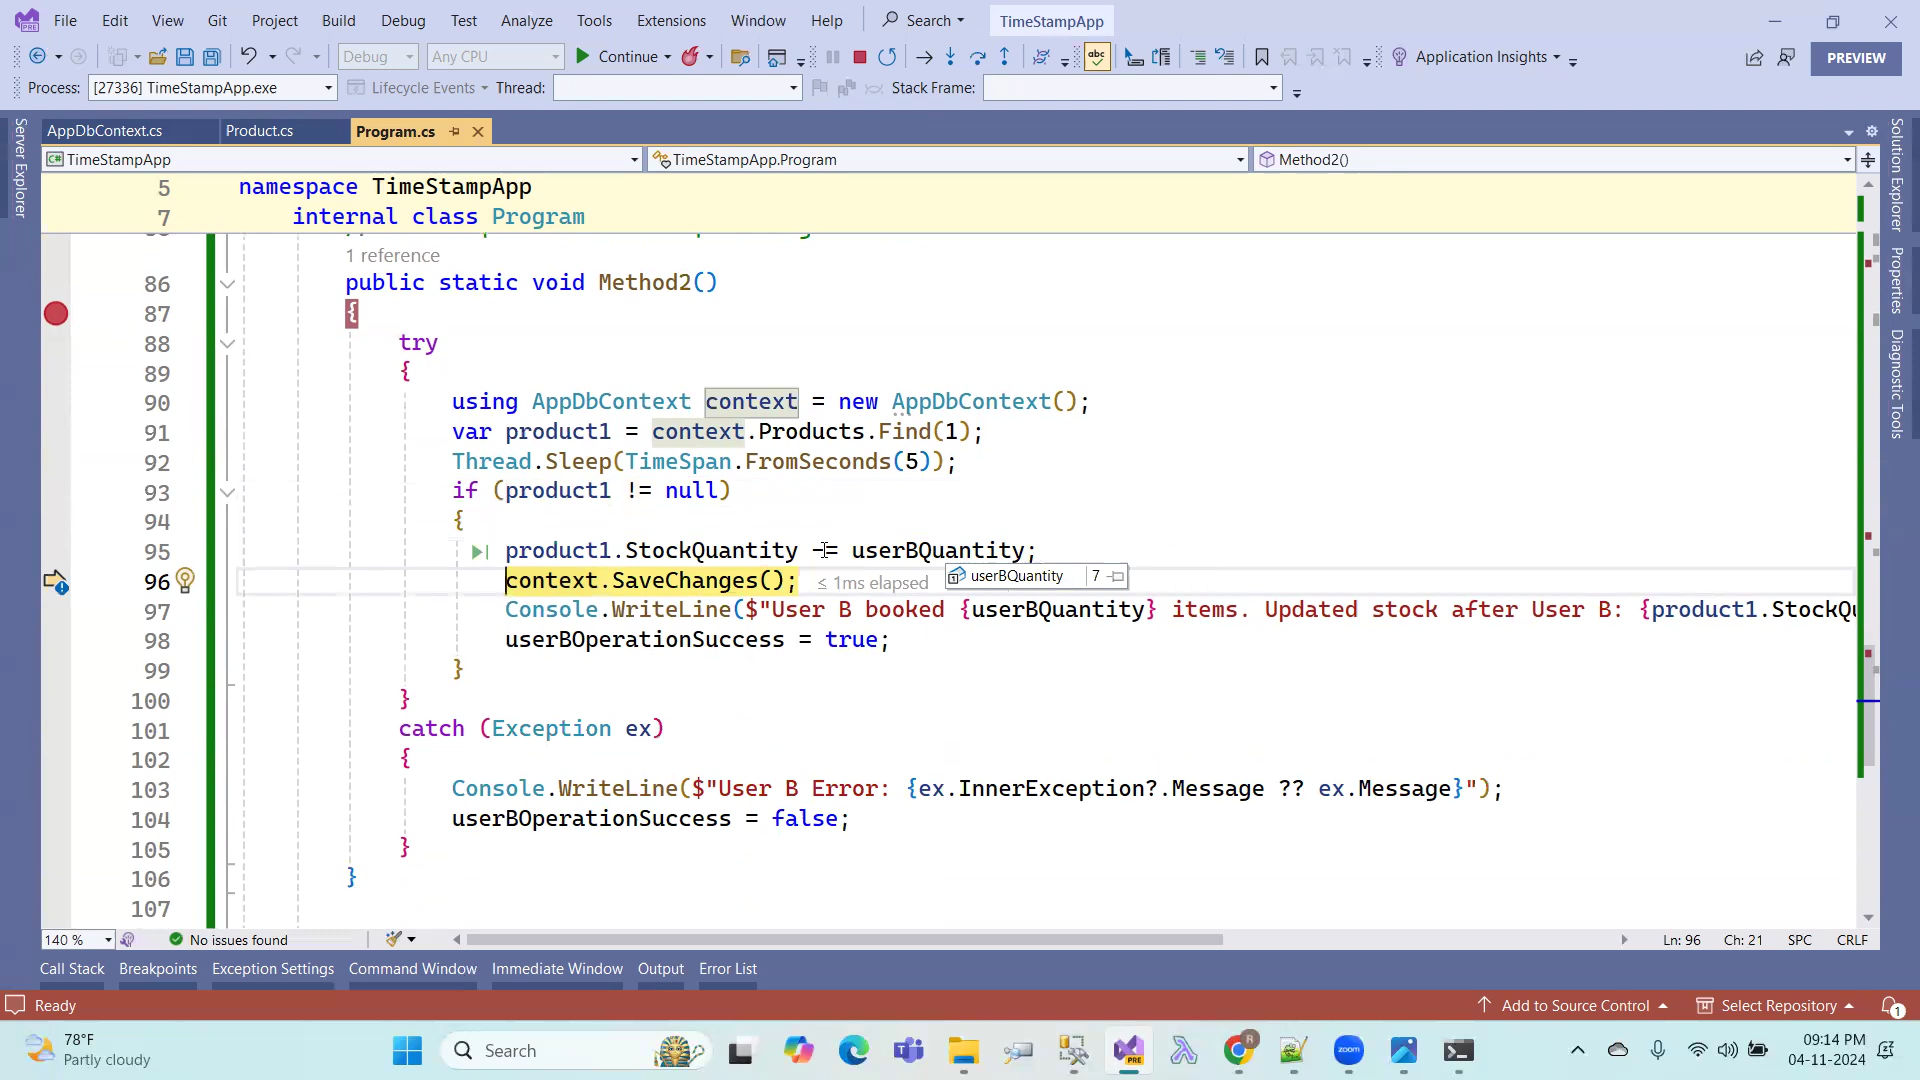 File Edit View Git Project Build Debug Test Analyze Tools Extensions Window Help Search TimeStampApp
Debug Any CPU Continue Application Insights PREVIEW
Process: [27336] TimeStampApp.exe Lifecycle Events Thread: Stack Frame:
AppDbContext.cs Product.cs Program.cs
TimeStampApp TimeStampApp.Program Method2()
Server Explorer
Solution Explorer
Properties
Diagnostic Tools
5 namespace TimeStampApp
7 internal class Program
1 reference
86 public static void Method2()
87 {
88 try
89 {
90 using AppDbContext context = new AppDbContext();
91 var product1 = context.Products.Find(1);
92 Thread.Sleep(TimeSpan.FromSeconds(5));
93 if (product1 != null)
94 {
95 product1.StockQuantity -= userBQuantity;
96 context.SaveChanges(); ≤ 1ms elapsed userBQuantity 7
97 Console.WriteLine($"User B booked {userBQuantity} items. Updated stock after User B: {product1.StockQu
98 userBOperationSuccess = true;
99 }
100 }
101 catch (Exception ex)
102 {
103 Console.WriteLine($"User B Error: {ex.InnerException?.Message ?? ex.Message}");
104 userBOperationSuccess = false;
105 }
106 }
107
140 % No issues found Ln: 96 Ch: 21 SPC CRLF
Call Stack Breakpoints Exception Settings Command Window Immediate Window Output Error List
Ready Add to Source Control Select Repository 1
78°F
Partly cloudy
Search
09:14 PM
04-11-2024